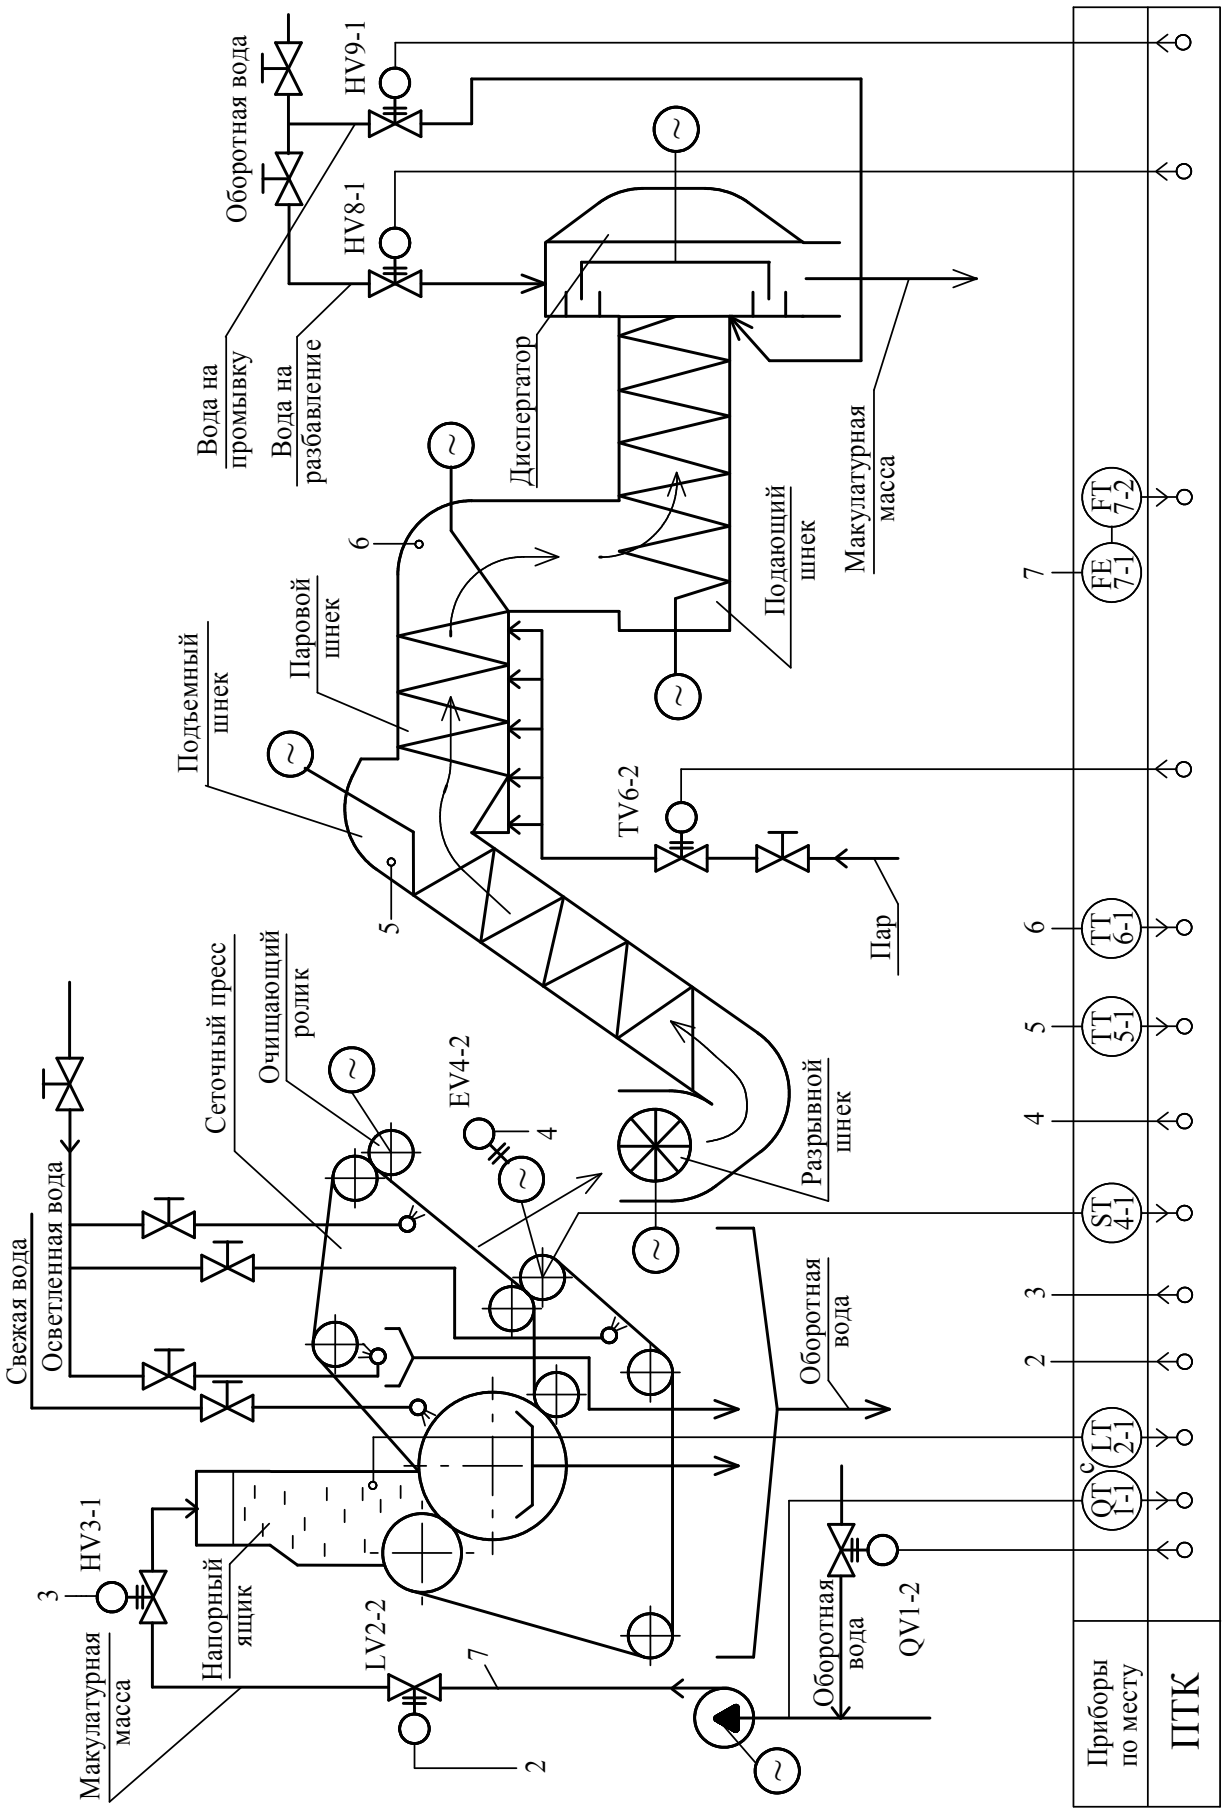 Макулатурная
масса
3
HV3-1
Напорный
ящик
LV2-2
2
7
Свежая вода
Осветленная вода
Сеточный пресс
Очищающий
ролик
EV4-2
4
~
~
~
~
Разрывной
шнек
Оборотная
вода
Оборотная
вода
QV1-2
Подъемный
шнек
~
5
Паровой
шнек
6
~
TV6-2
Пар
Вода на
промывку
Вода на
разбавление
Оборотная вода
HV8-1
HV9-1
Диспергатор
~
~
Подающий
шнек
Макулатурная
масса
Приборы
по месту
QT
1-1
c
LT
2-1
2
3
ST
4-1
4
5
TT
5-1
6
TT
6-1
7
FE
7-1
FT
7-2
ПТК